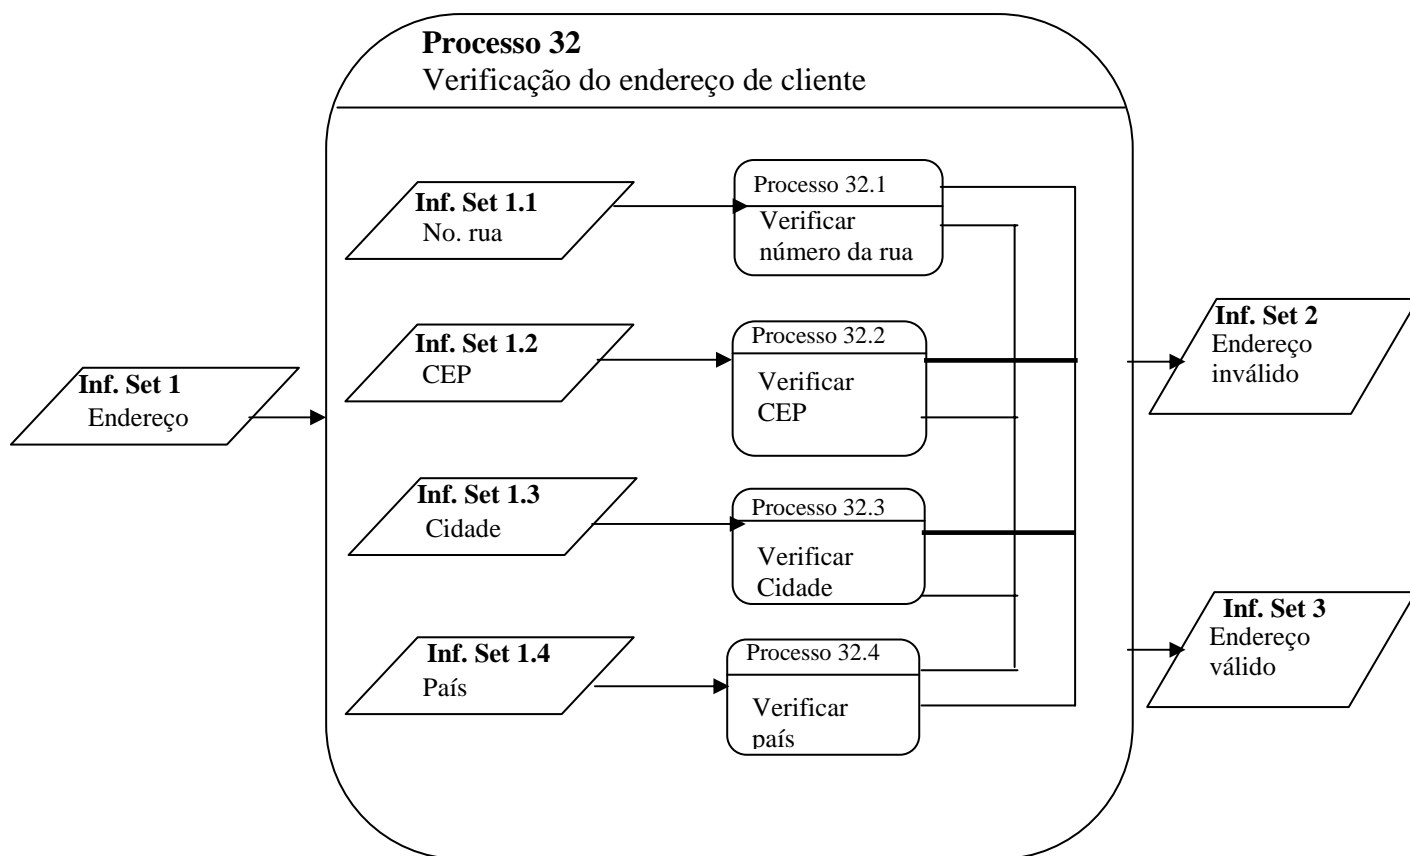 Processo 32
Verificação do endereço de cliente
Inf. Set 1
Endereço
Inf. Set 1.1
No. rua
Processo 32.1
Verificar
número da rua
Inf. Set 1.2
CEP
Processo 32.2
Verificar
CEP
Inf. Set 1.3
Cidade
Processo 32.3
Verificar
Cidade
Inf. Set 1.4
País
Processo 32.4
Verificar
país
Inf. Set 2
Endereço
inválido
Inf. Set 3
Endereço
válido